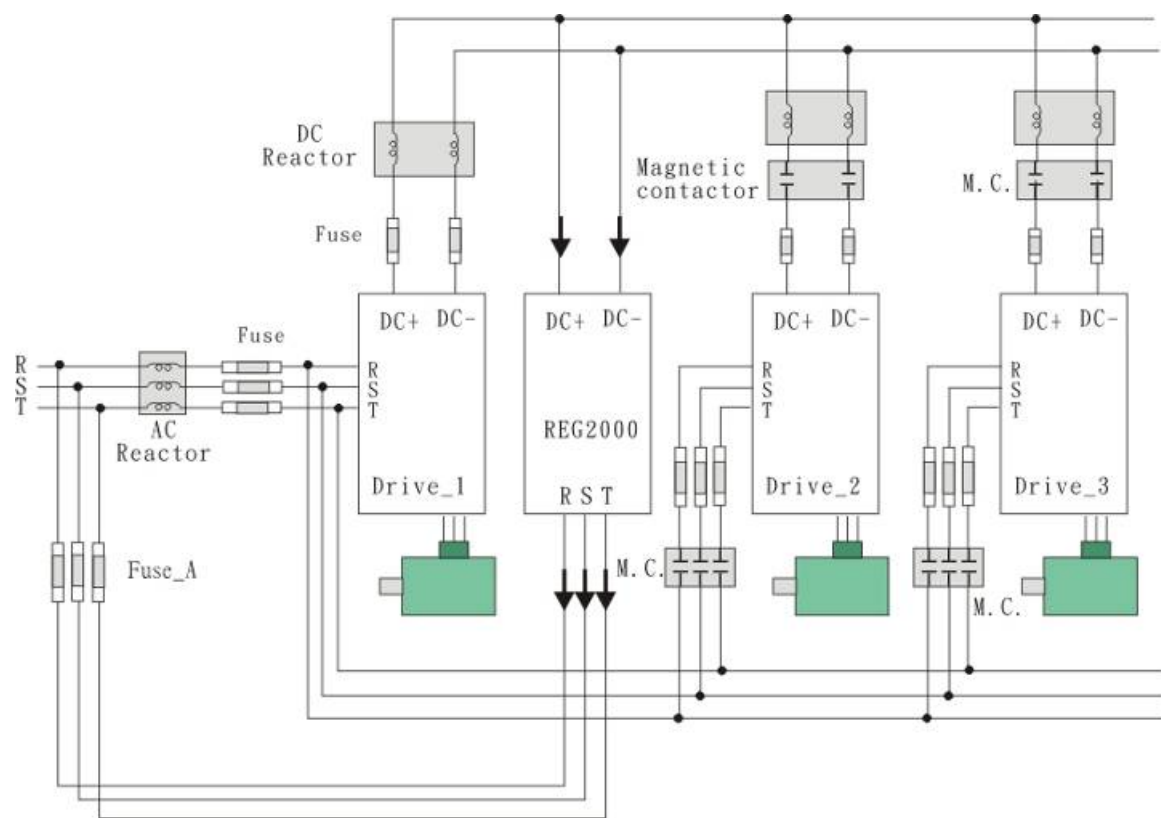 DC
Reactor
Magnetic
contactor
M.C.
Fuse
DC+ DC-
DC+ DC-
DC+ DC-
DC+ DC-
Fuse
R
S
T
R
S
T
R
S
T
R
S
T
AC
Reactor
REG2000
Drive_1
R S T
Drive_2
Drive_3
Fuse_A
M.C.
M.C.